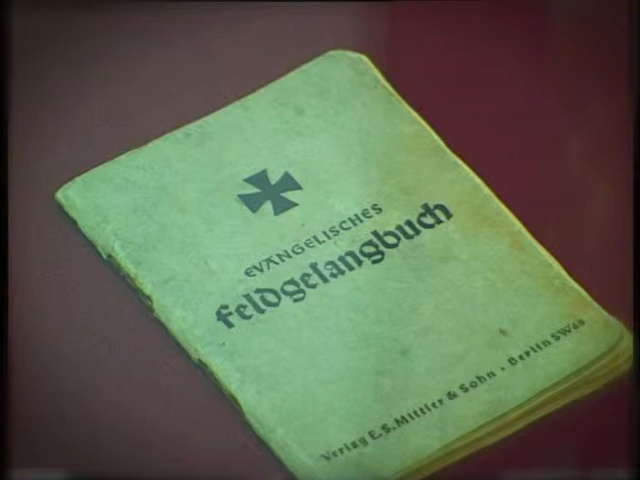 EVANGELISCHES
Feldgesangbuch
Verlag E. S. Mittler & Sohn · Berlin SW68